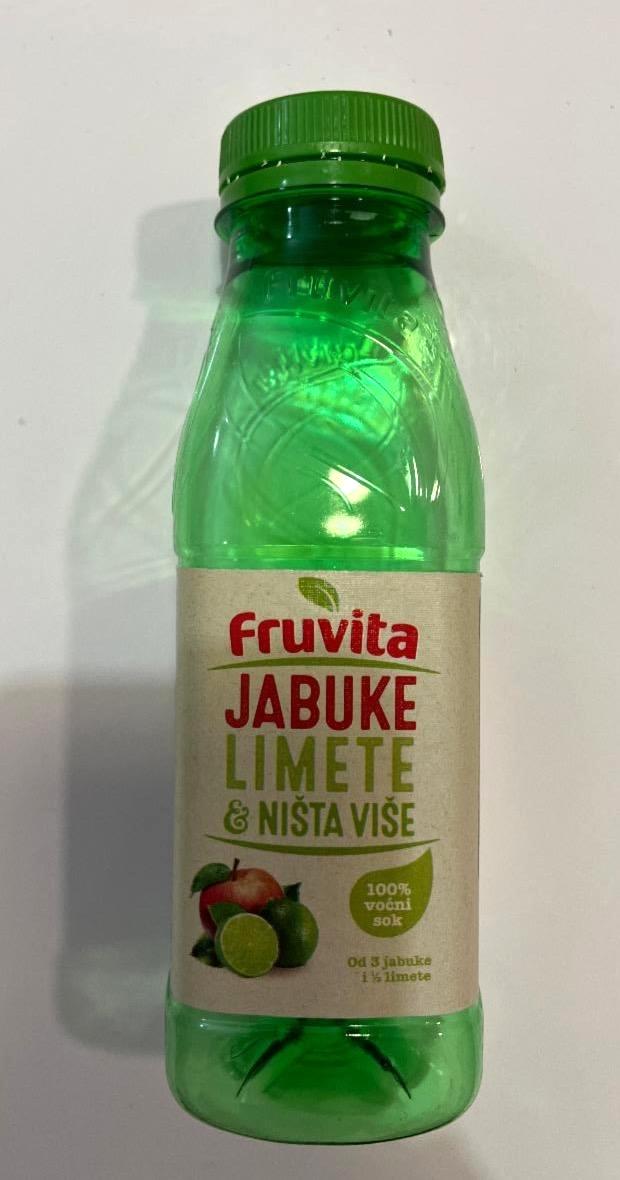 fruvita
fruvita
JABUKE
LIMETE
& NIŠTA VIŠE
100%
voćni
sok
Od 3 jabuke
i ½ limete